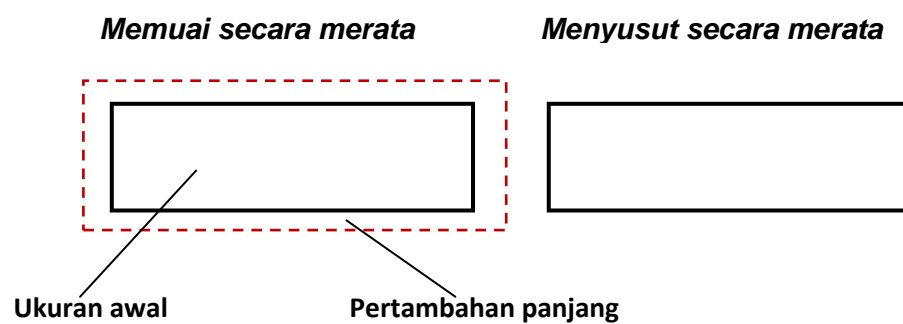 Memuai secara merata
Menyusut secara merata
Ukuran awal
Pertambahan panjang